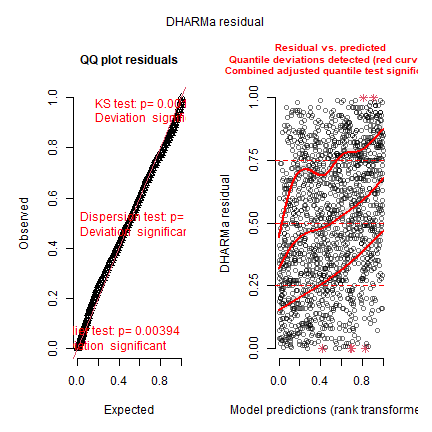 DHARMa residual
QQ plot residuals
KS test: p= 0.00
Deviation signif
Dispersion test: p=
Deviation significar
test: p= 0.00394
significant
Observed
0.0 0.2 0.4 0.6 0.8 1.0
0.0 0.4 0.8
Expected
Residual vs. predicted
Quantile deviations detected (red curv
Combined adjusted quantile test signific
DHARMa residual
0.00 0.25 0.50 0.75 1.00
0.0 0.4 0.8
Model predictions (rank transforme